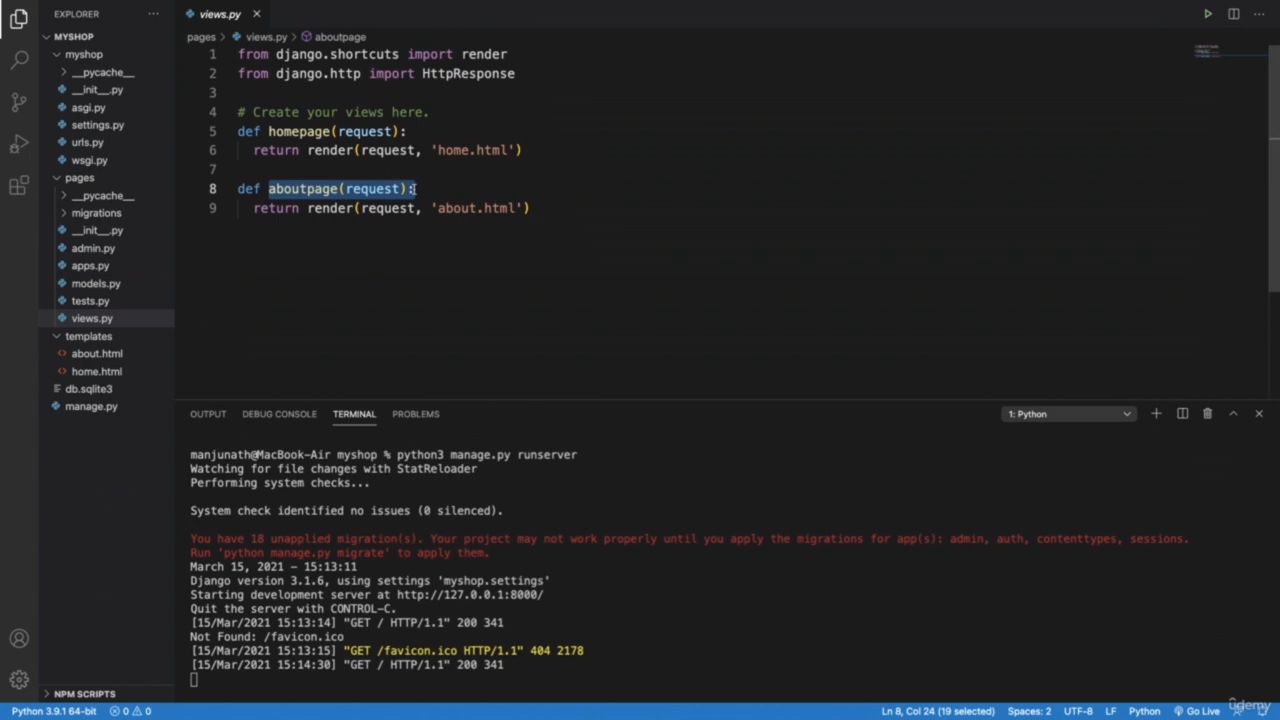 EXPLORER
MYSHOP
myshop
__pycache__
__init__.py
asgi.py
settings.py
urls.py
wsgi.py
pages
__pycache__
migrations
__init__.py
admin.py
apps.py
models.py
tests.py
views.py
templates
about.html
home.html
db.sqlite3
manage.py
NPM SCRIPTS
views.py
pages > views.py > aboutpage
1 from django.shortcuts import render
2 from django.http import HttpResponse
3
4 # Create your views here.
5 def homepage(request):
6 return render(request, 'home.html')
7
8 def aboutpage(request):
9 return render(request, 'about.html')
OUTPUT DEBUG CONSOLE TERMINAL PROBLEMS 1: Python
manjunath@MacBook-Air myshop % python3 manage.py runserver
Watching for file changes with StatReloader
Performing system checks...
System check identified no issues (0 silenced).
You have 18 unapplied migration(s). Your project may not work properly until you apply the migrations for app(s): admin, auth, contenttypes, sessions.
Run 'python manage.py migrate' to apply them.
March 15, 2021 - 15:13:11
Django version 3.1.6, using settings 'myshop.settings'
Starting development server at http://127.0.0.1:8000/
Quit the server with CONTROL-C.
[15/Mar/2021 15:13:14] "GET / HTTP/1.1" 200 341
Not Found: /favicon.ico
[15/Mar/2021 15:13:15] "GET /favicon.ico HTTP/1.1" 404 2178
[15/Mar/2021 15:14:30] "GET / HTTP/1.1" 200 341
Python 3.9.1 64-bit 0 0 Ln 8, Col 24 (19 selected) Spaces: 2 UTF-8 LF Python Go Live
udemy